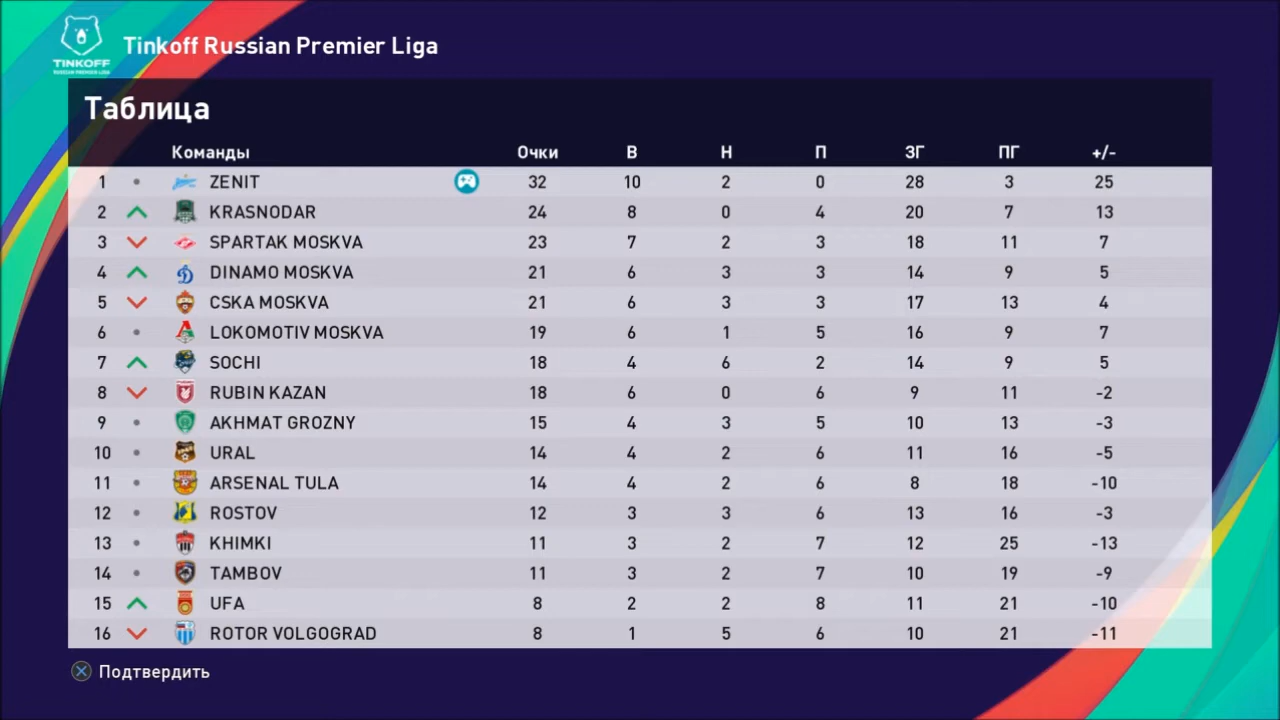 TINKOFF
RUSSIAN PREMIER LIGA
Tinkoff Russian Premier Liga
Таблица
Команды Очки В Н П ЗГ ПГ +/-
1 ZENIT 32 10 2 0 28 3 25
2 KRASNODAR 24 8 0 4 20 7 13
3 SPARTAK MOSKVA 23 7 2 3 18 11 7
4 DINAMO MOSKVA 21 6 3 3 14 9 5
5 CSKA MOSKVA 21 6 3 3 17 13 4
6 LOKOMOTIV MOSKVA 19 6 1 5 16 9 7
7 SOCHI 18 4 6 2 14 9 5
8 RUBIN KAZAN 18 6 0 6 9 11 -2
9 AKHMAT GROZNY 15 4 3 5 10 13 -3
10 URAL 14 4 2 6 11 16 -5
11 ARSENAL TULA 14 4 2 6 8 18 -10
12 ROSTOV 12 3 3 6 13 16 -3
13 KHIMKI 11 3 2 7 12 25 -13
14 TAMBOV 11 3 2 7 10 19 -9
15 UFA 8 2 2 8 11 21 -10
16 ROTOR VOLGOGRAD 8 1 5 6 10 21 -11
Подтвердить